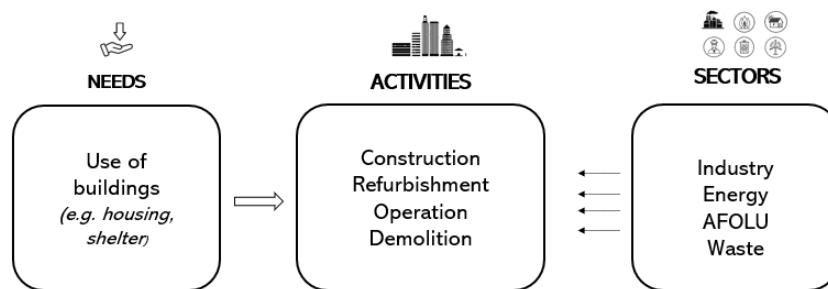 NEEDS
Use of
buildings
(e.g. housing,
shelter)
ACTIVITIES
Construction
Refurbishment
Operation
Demolition
SECTORS
Industry
Energy
AFOLU
Waste